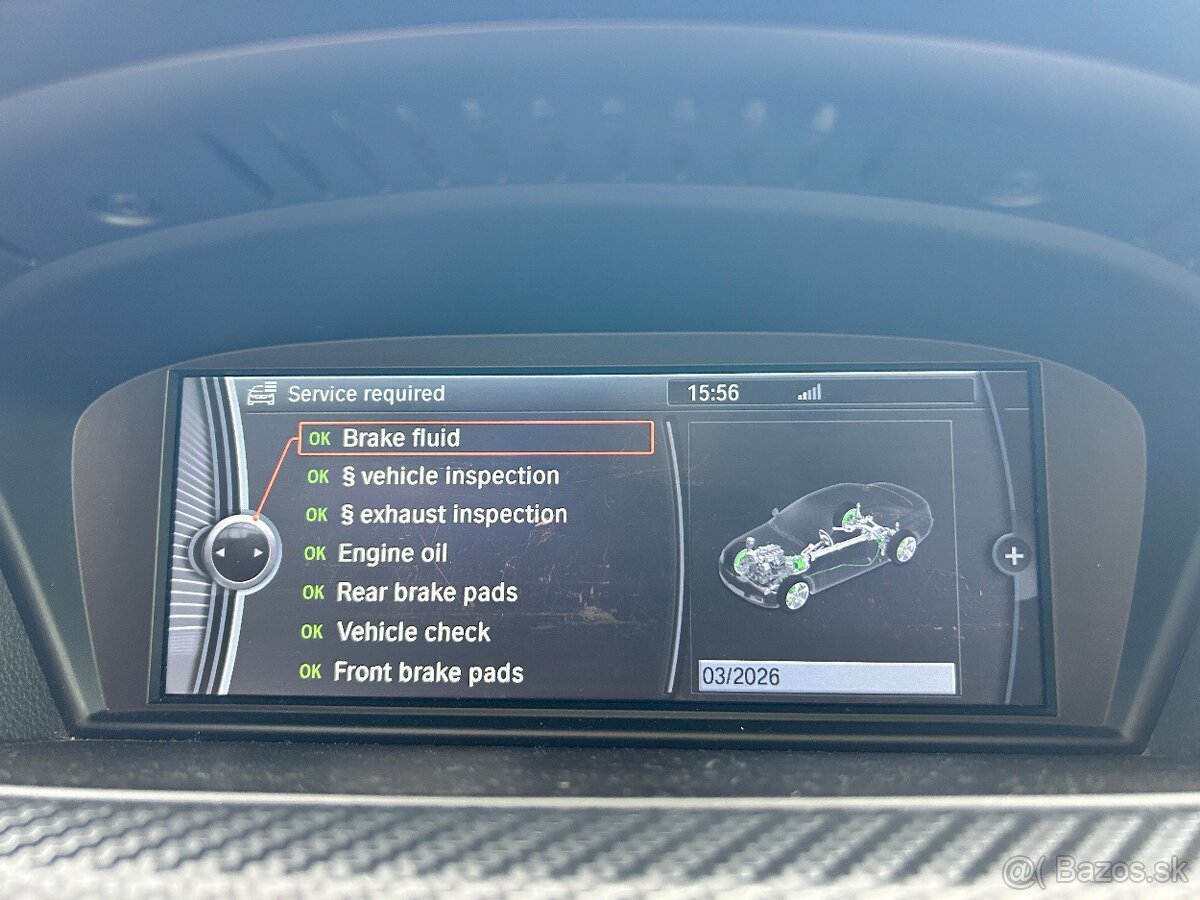 Service required
15:56
OK Brake fluid
OK § vehicle inspection
OK § exhaust inspection
OK Engine oil
OK Rear brake pads
OK Vehicle check
OK Front brake pads
03/2026
Bazos.sk